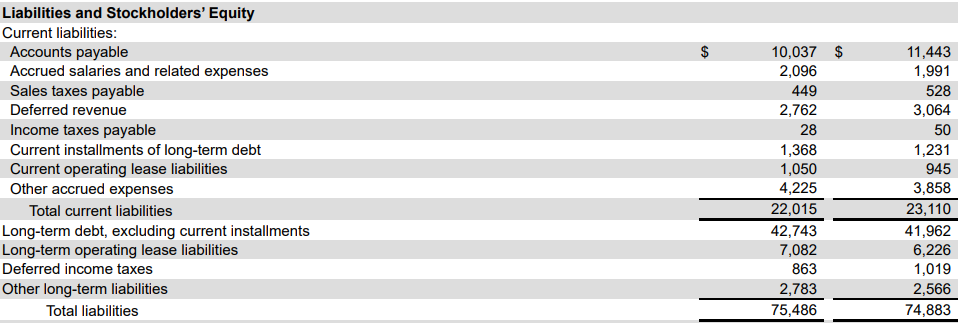 Liabilities and Stockholders’ Equity
Current liabilities:
Accounts payable $ 10,037 $ 11,443
Accrued salaries and related expenses 2,096 1,991
Sales taxes payable 449 528
Deferred revenue 2,762 3,064
Income taxes payable 28 50
Current installments of long-term debt 1,368 1,231
Current operating lease liabilities 1,050 945
Other accrued expenses 4,225 3,858
Total current liabilities 22,015 23,110
Long-term debt, excluding current installments 42,743 41,962
Long-term operating lease liabilities 7,082 6,226
Deferred income taxes 863 1,019
Other long-term liabilities 2,783 2,566
Total liabilities 75,486 74,883